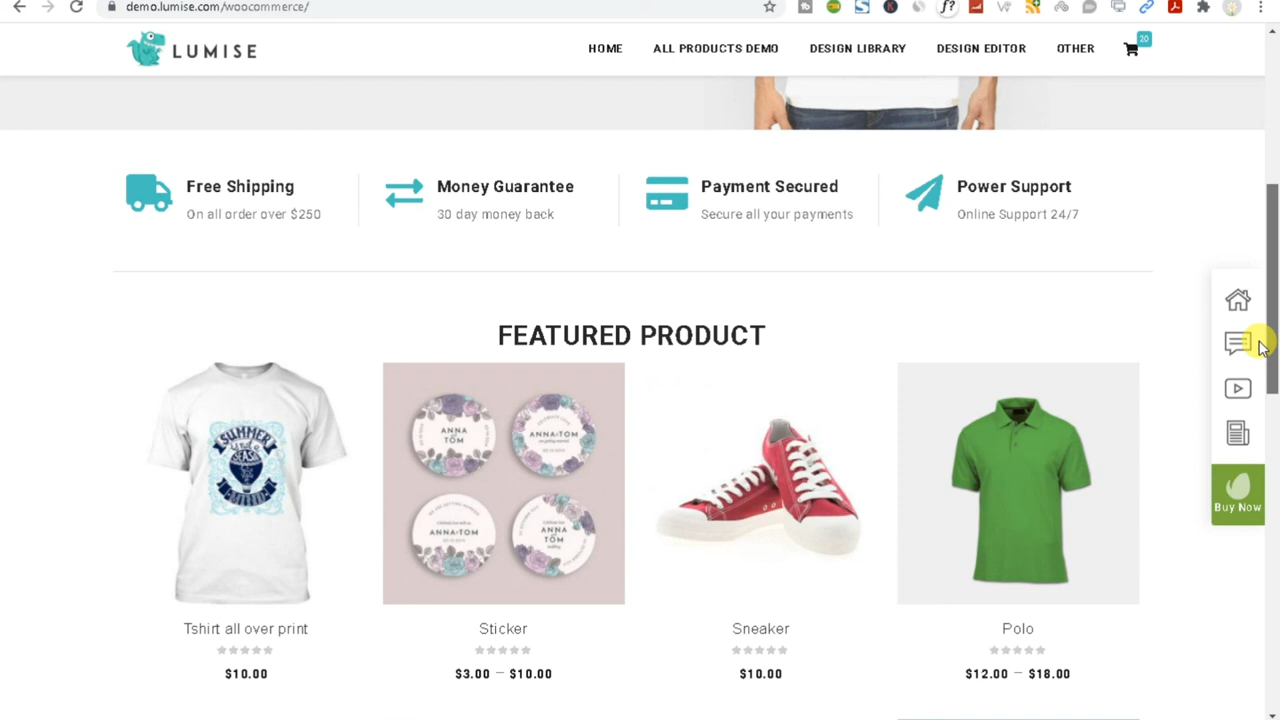 demo.lumise.com/woocommerce/
LUMISE
HOME
ALL PRODUCTS DEMO
DESIGN LIBRARY
DESIGN EDITOR
OTHER
20
Free Shipping
On all order over $250
Money Guarantee
30 day money back
Payment Secured
Secure all your payments
Power Support
Online Support 24/7
FEATURED PRODUCT
SUMMER
ANNA
TOM
ANNA & TOM
ANNA & TOM
ANNA
TOM
Buy Now
Tshirt all over print
$10.00
Sticker
$3.00 – $10.00
Sneaker
$10.00
Polo
$12.00 – $18.00